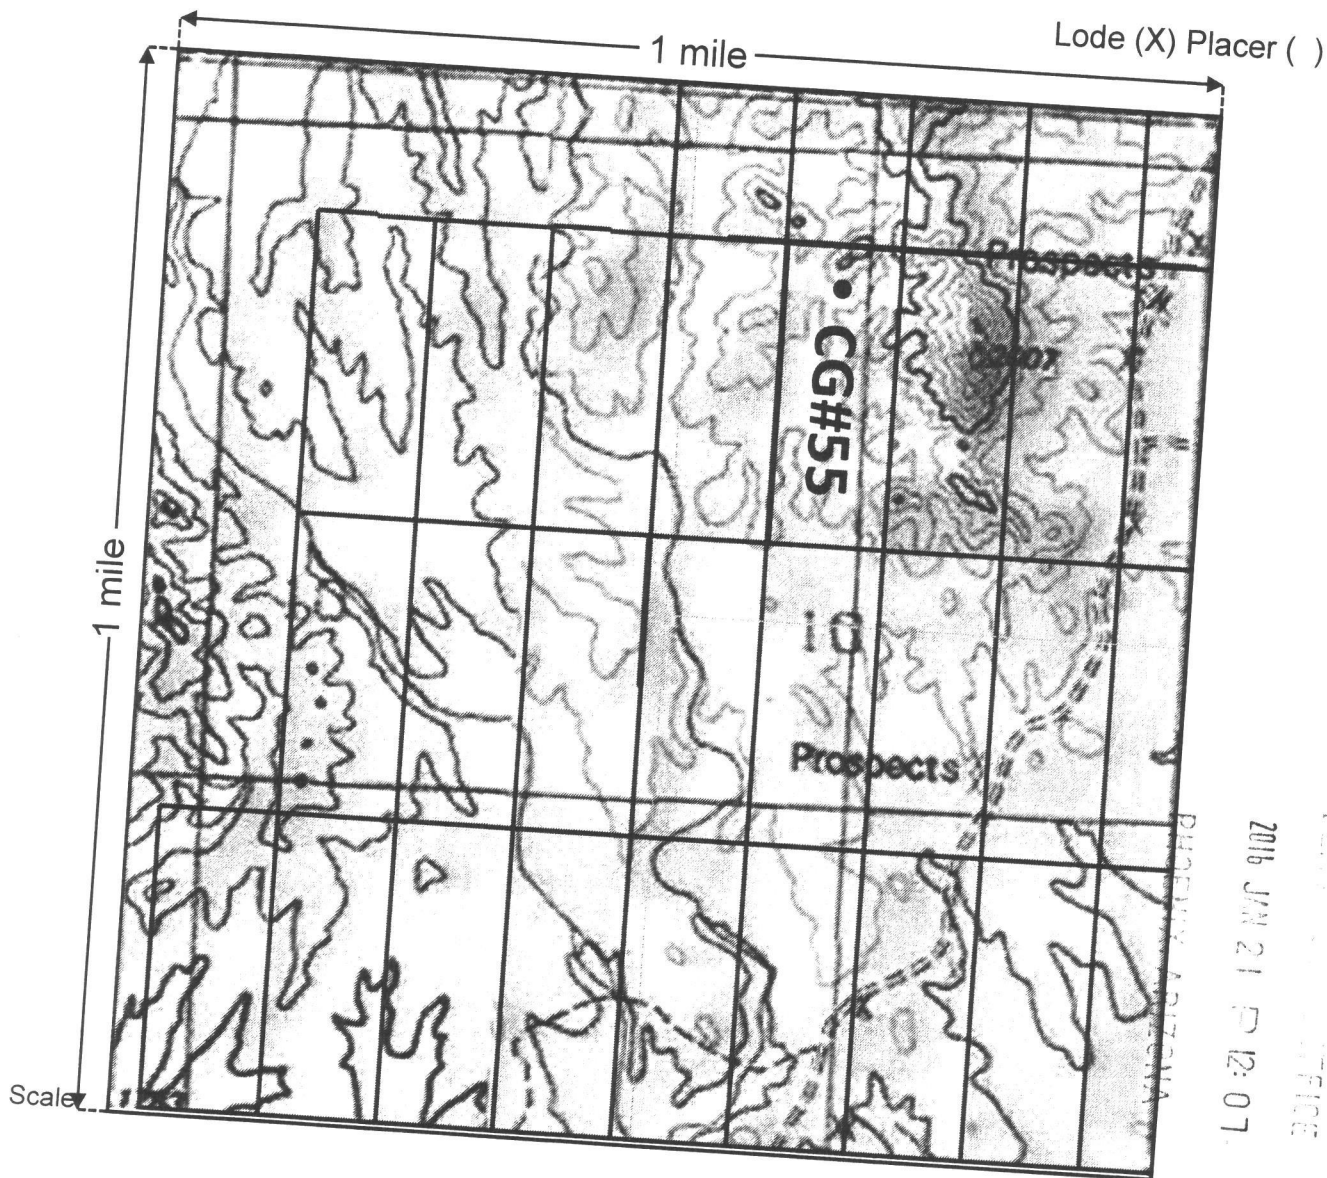 Lode (X) Placer ( )
1 mile
Prospects
CG#55
1 mile
10
Prospects
Scale
2016 JAN 21 P 12: 07
PHOENIX, ARIZONA